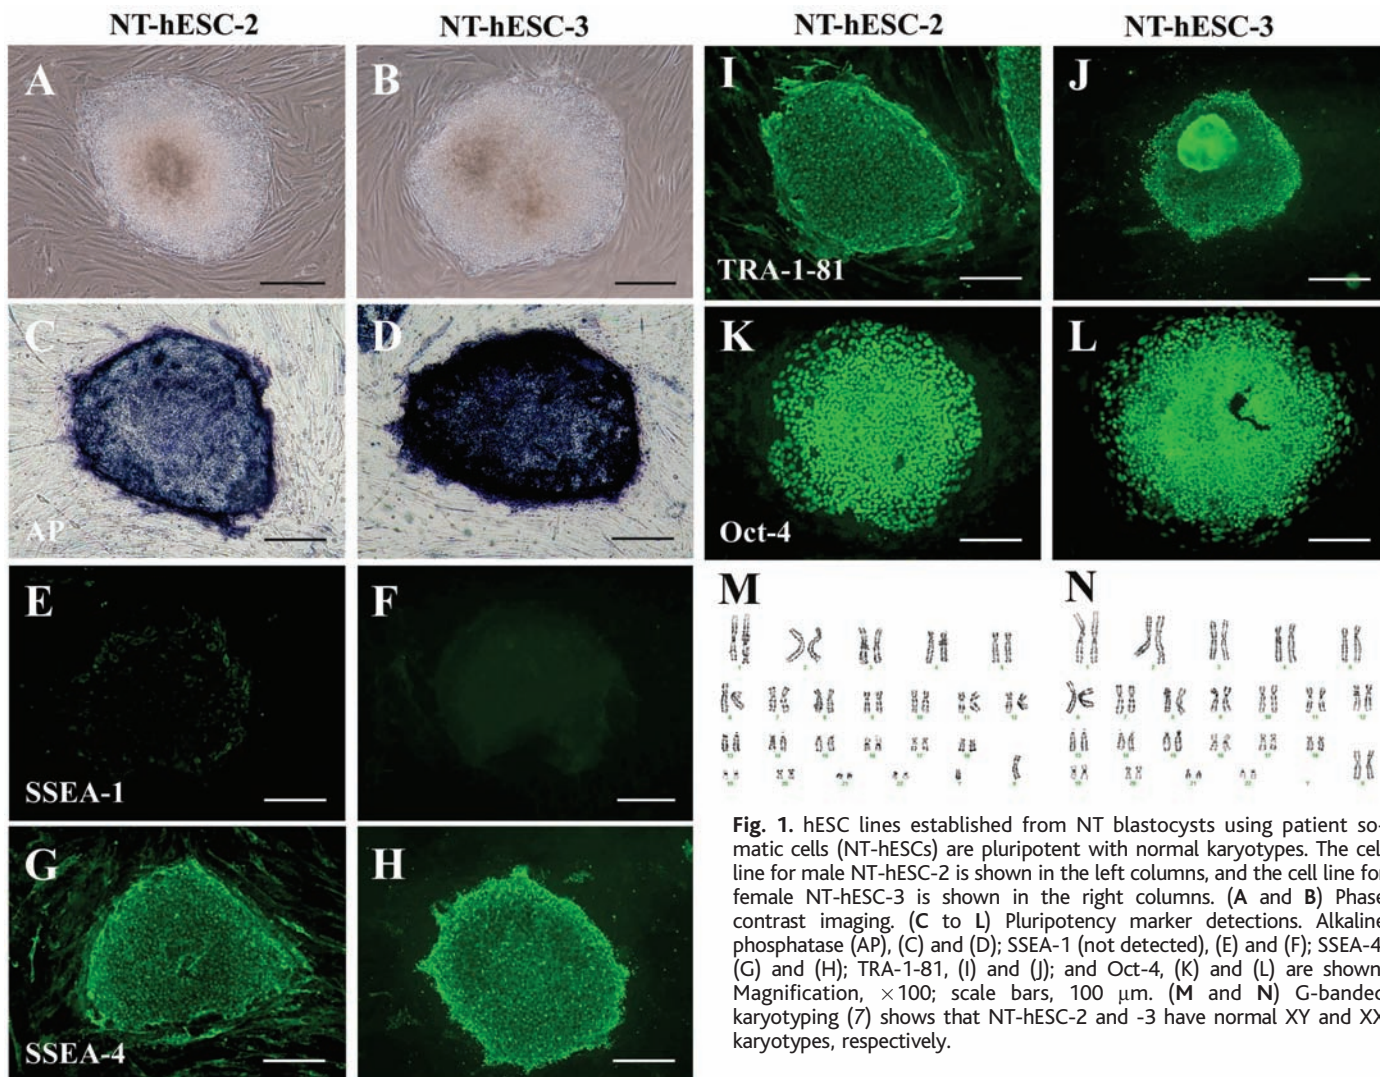 NT-hESC-2
NT-hESC-3
NT-hESC-2
NT-hESC-3
A
B
I
J
TRA-1-81
C
D
K
L
AP
Oct-4
E
F
M
N
SSEA-1
G
H
SSEA-4
Fig. 1. hESC lines established from NT blastocysts using patient so-
matic cells (NT-hESCs) are pluripotent with normal karyotypes. The cel
line for male NT-hESC-2 is shown in the left columns, and the cell line fo
female NT-hESC-3 is shown in the right columns. (A and B) Phase
contrast imaging. (C to L) Pluripotency marker detections. Alkaline
phosphatase (AP), (C) and (D); SSEA-1 (not detected), (E) and (F); SSEA-4
(G) and (H); TRA-1-81, (I) and (J); and Oct-4, (K) and (L) are shown
Magnification, ×100; scale bars, 100 μm. (M and N) G-banded
karyotyping (7) shows that NT-hESC-2 and -3 have normal XY and XX
karyotypes, respectively.